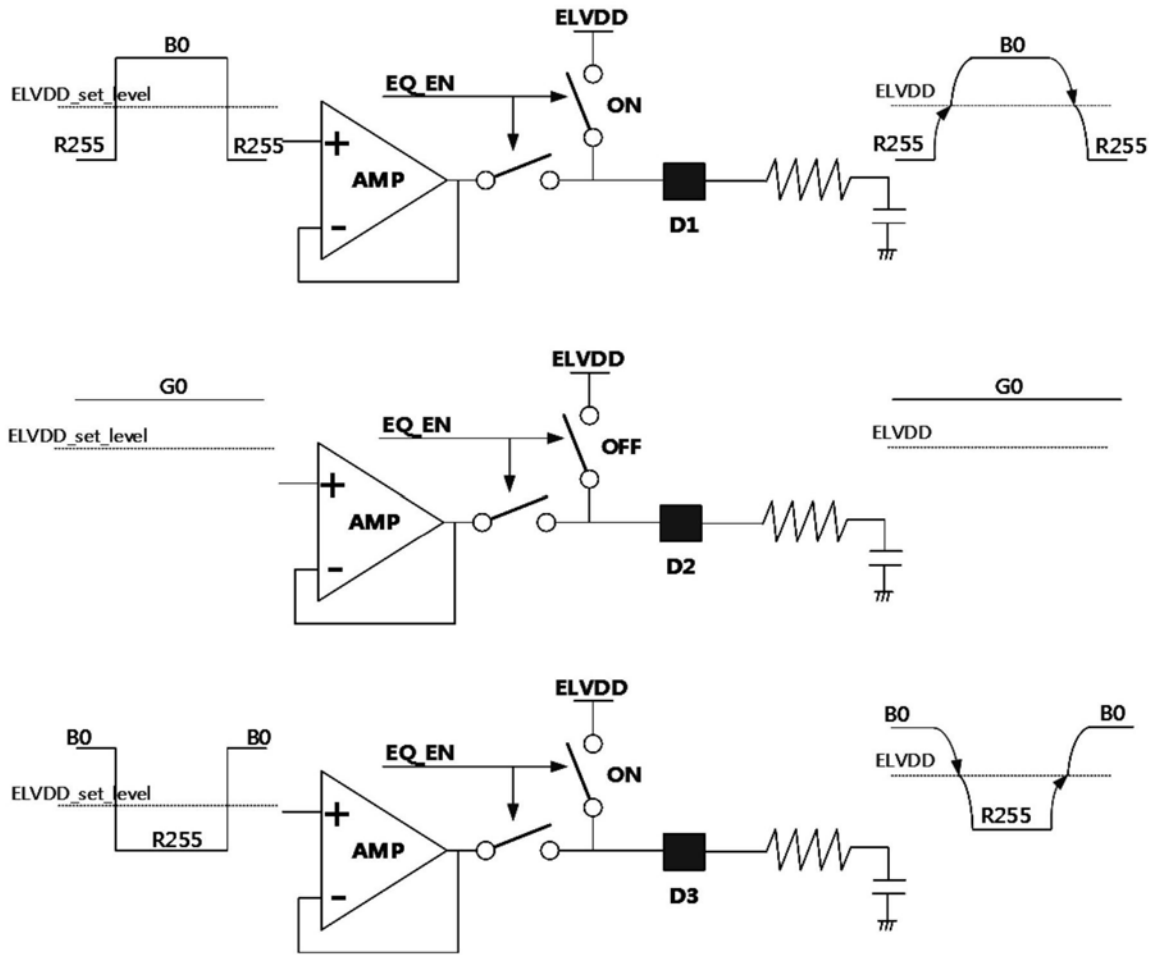 ELVDD
B0
B0
EQ_EN
ELVDD_set_level
ELVDD
ON
R255
R255
R255
R255
+
AMP
-
D1
ELVDD
G0
G0
EQ_EN
ELVDD_set_level
ELVDD
OFF
+
AMP
-
D2
ELVDD
B0
B0
B0
B0
EQ_EN
ELVDD
ON
ELVDD_set_level
+
R255
R255
AMP
-
D3